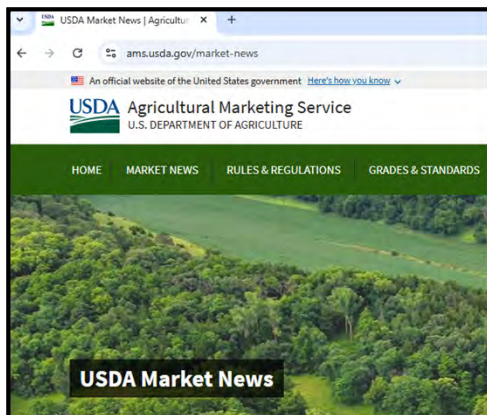 USDA Market News | Agricultur
ams.usda.gov/market-news
An official website of the United States government Here's how you know
USDA Agricultural Marketing Service
U.S. DEPARTMENT OF AGRICULTURE
HOME MARKET NEWS RULES & REGULATIONS GRADES & STANDARDS
USDA Market News